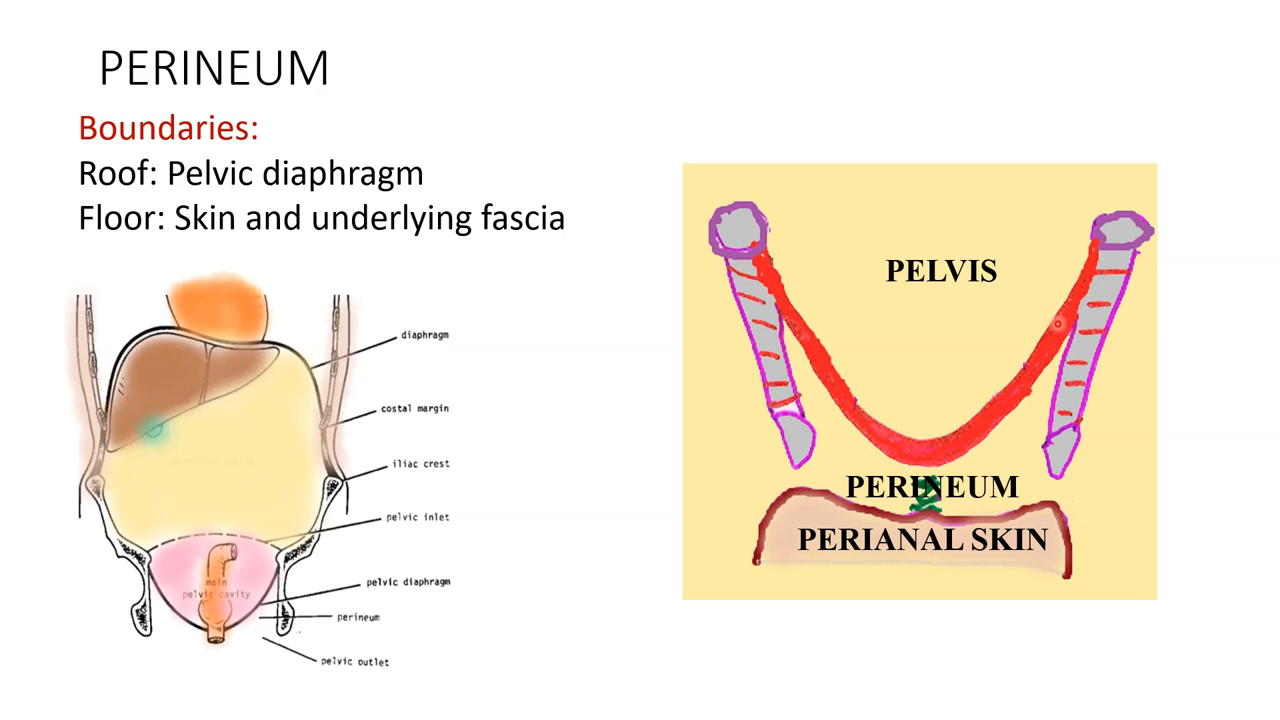 PERINEUM
Boundaries:
Roof: Pelvic diaphragm
Floor: Skin and underlying fascia
diaphragm
costal margin
iliac crest
pelvic inlet
main
pelvic cavity
pelvic diaphragm
perineum
pelvic outlet
PELVIS
PERINEUM
PERIANAL SKIN